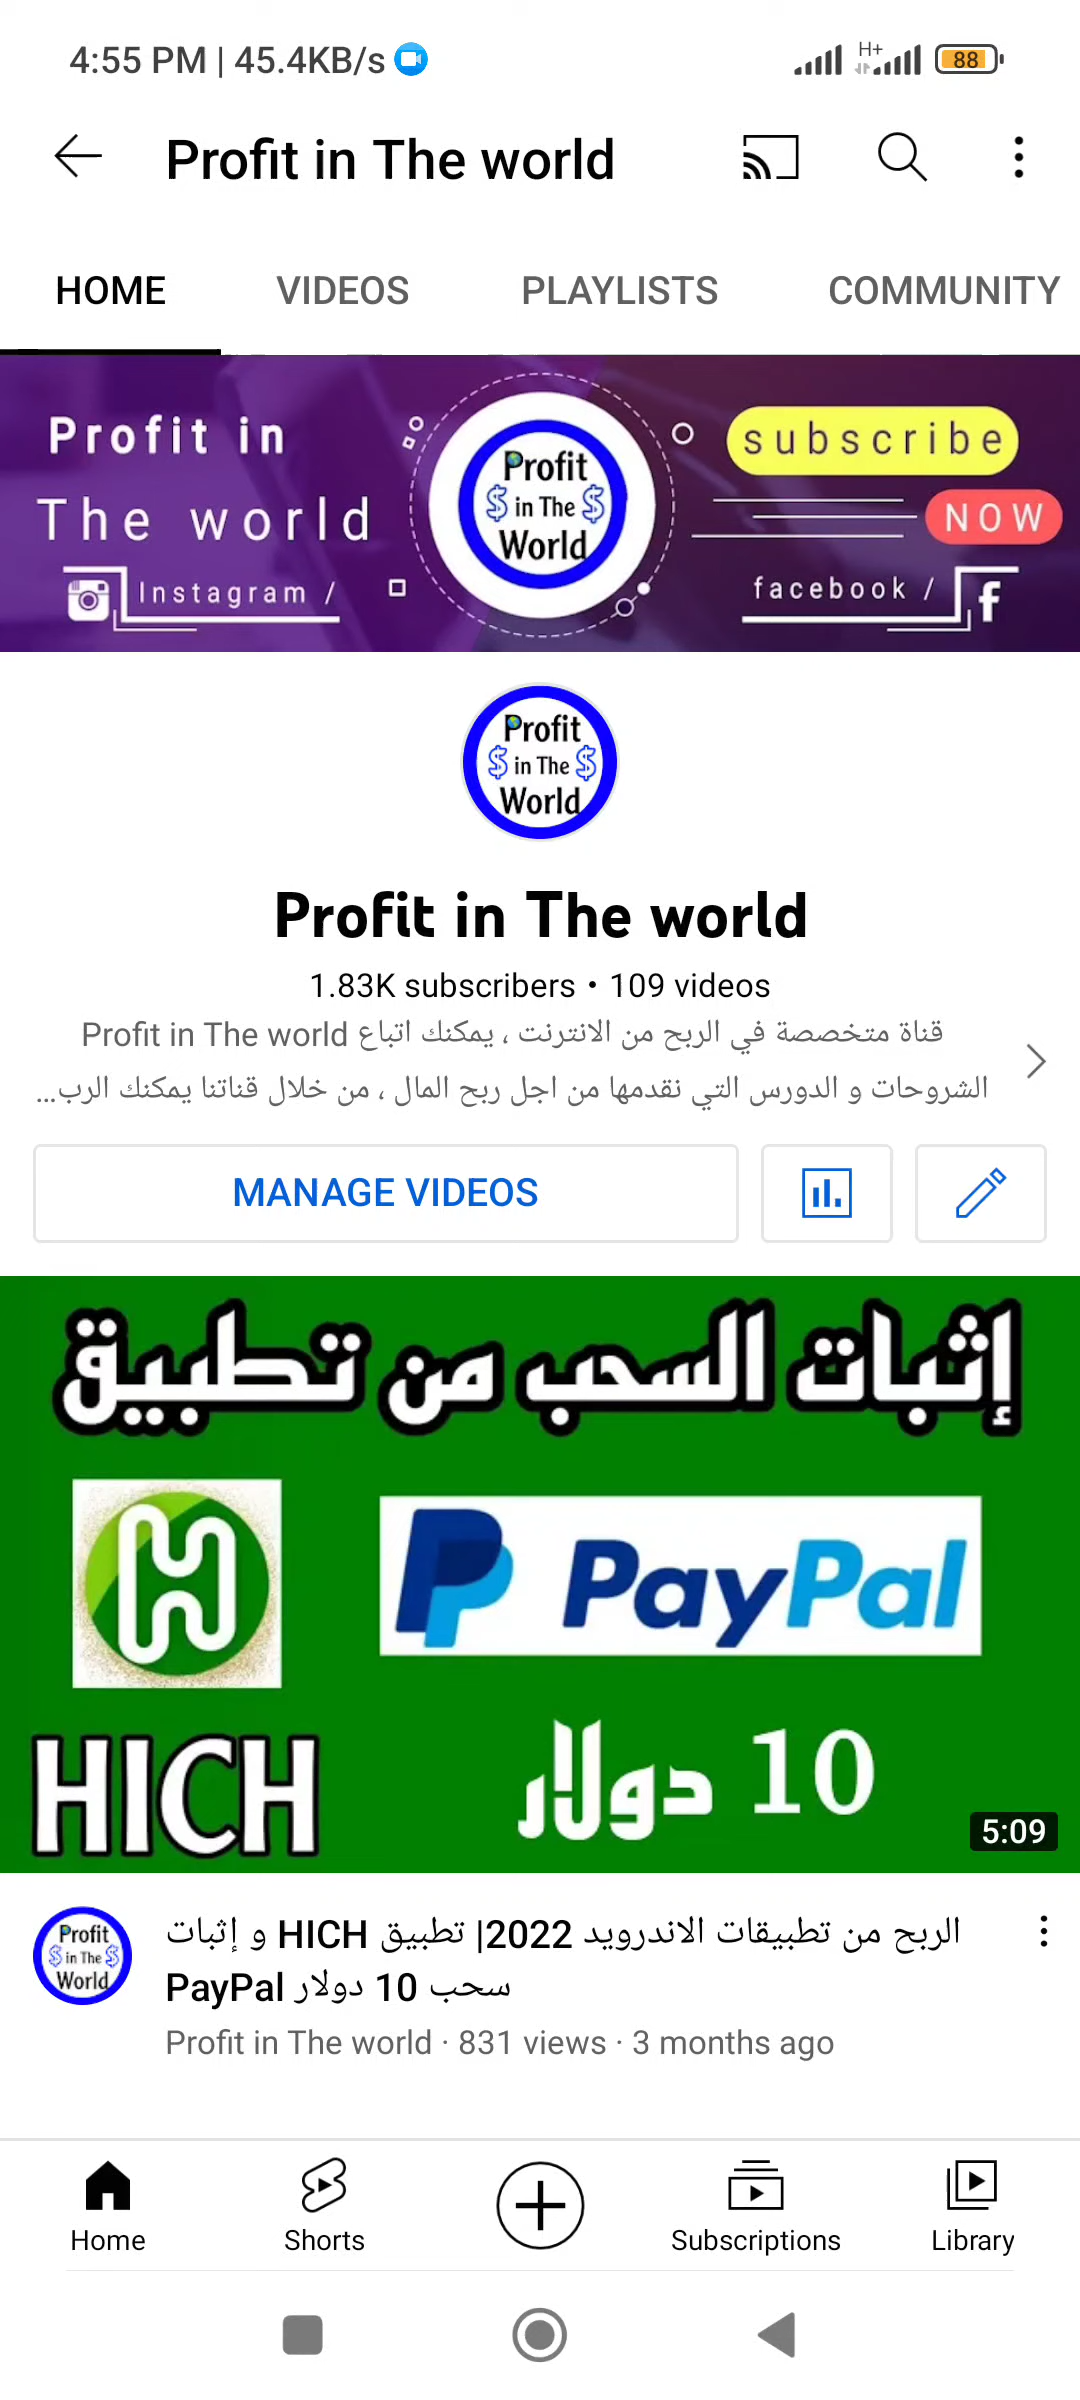 4:55 PM | 45.4KB/s
H+
88
Profit in The world
HOME VIDEOS PLAYLISTS COMMUNITY
Profit in
The world
Instagram /
Profit
$ in The $
World
subscribe
NOW
facebook /
Profit
$ in The $
World
Profit in The world
1.83K subscribers • 109 videos
قناة متخصصة في الربح من الانترنت ، يمكنك اتباع Profit in The world
الشروحات و الدورس التي نقدمها من اجل ربح المال ، من خلال قناتنا يمكنك الرب...
MANAGE VIDEOS
إثبات السحب من تطبيق
PayPal
HICH
10 دولار
5:09
Profit
$ in The $
World
الربح من تطبيقات الاندرويد 2022| تطبيق HICH و إثبات
سحب 10 دولار PayPal
Profit in The world · 831 views · 3 months ago
Home Shorts Subscriptions Library